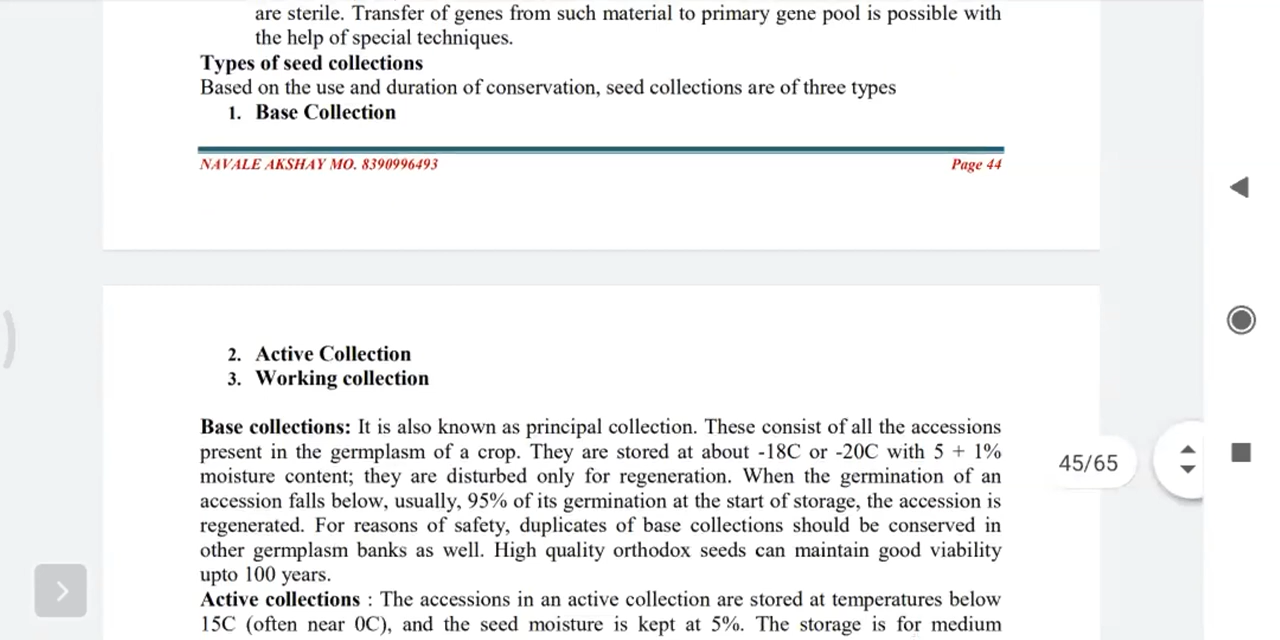 are sterile. Transfer of genes from such material to primary gene pool is possible with
the help of special techniques.
Types of seed collections
Based on the use and duration of conservation, seed collections are of three types
1. Base Collection
NAVALE AKSHAY MO. 8390996493 Page 44
2. Active Collection
3. Working collection
Base collections: It is also known as principal collection. These consist of all the accessions
present in the germplasm of a crop. They are stored at about -18C or -20C with 5 + 1%
moisture content; they are disturbed only for regeneration. When the germination of an
45/65
accession falls below, usually, 95% of its germination at the start of storage, the accession is
regenerated. For reasons of safety, duplicates of base collections should be conserved in
other germplasm banks as well. High quality orthodox seeds can maintain good viability
upto 100 years.
Active collections : The accessions in an active collection are stored at temperatures below
15C (often near 0C), and the seed moisture is kept at 5%. The storage is for medium